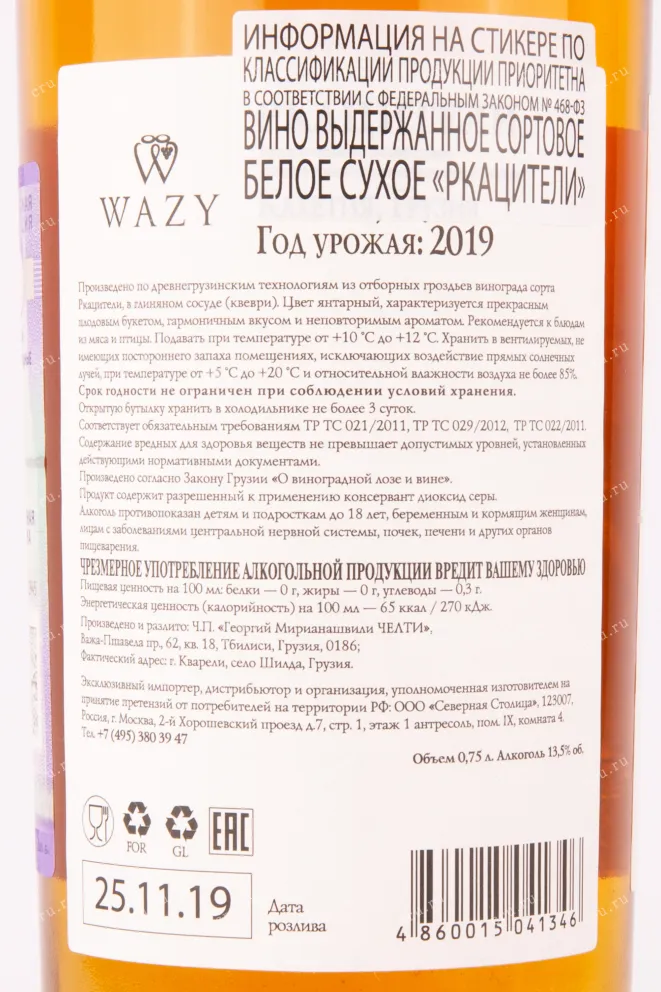 ИНФОРМАЦИЯ НА СТИКЕРЕ ПО
КЛАССИФИКАЦИИ ПРОДУКЦИИ ПРИОРИТЕТНА
В СООТВЕТСТВИИ С ФЕДЕРАЛЬНЫМ ЗАКОНОМ № 468-ФЗ
ВИНО ВЫДЕРЖАННОЕ СОРТОВОЕ
БЕЛОЕ СУХОЕ «РКАЦИТЕЛИ»
WAZY
Год урожая: 2019
Произведено по древнегрузинским технологиям из отборных гроздьев винограда сорта
Ркацители, в глиняном сосуде (квеври). Цвет янтарный, характеризуется прекрасным
плодовым букетом, гармоничным вкусом и неповторимым ароматом. Рекомендуется к блюдам
из мяса и птицы. Подавать при температуре от +10 °С до +12 °С. Хранить в вентилируемых, не
имеющих постороннего запаха помещениях, исключающих воздействие прямых солнечных
лучей, при температуре от +5 °С до +20 °С и относительной влажности воздуха не более 85%.
Срок годности не ограничен при соблюдении условий хранения.
Открытую бутылку хранить в холодильнике не более 3 суток.
Соответствует обязательным требованиям ТР ТС 021/2011, ТР ТС 029/2012, ТР ТС 022/2011.
Содержание вредных для здоровья веществ не превышает допустимых уровней, установленных
действующими нормативными документами.
Произведено согласно Закону Грузии «О виноградной лозе и вине».
Продукт содержит разрешенный к применению консервант диоксид серы.
Алкоголь противопоказан детям и подросткам до 18 лет, беременным и кормящим женщинам,
лицам с заболеваниями центральной нервной системы, почек, печени и других органов
пищеварения.
ЧРЕЗМЕРНОЕ УПОТРЕБЛЕНИЕ АЛКОГОЛЬНОЙ ПРОДУКЦИИ ВРЕДИТ ВАШЕМУ ЗДОРОВЬЮ
Пищевая ценность на 100 мл: белки — 0 г, жиры — 0 г, углеводы — 0,3 г.
Энергетическая ценность (калорийность) на 100 мл — 65 ккал / 270 кДж.
Произведено и разлито: Ч.П. «Георгий Мирианашвили ЧЕЛТИ»,
Важа-Пшавела пр., 62, кв. 18, Тбилиси, Грузия, 0186;
Фактический адрес: г. Кварели, село Шилда, Грузия.
Эксклюзивный импортер, дистрибьютор и организация, уполномоченная изготовителем на
принятие претензий от потребителей на территории РФ: ООО «Северная Столица», 123007,
Россия, г. Москва, 2-й Хорошевский проезд д.7, стр. 1, этаж 1 антресоль, пом. IX, комната 4.
Тел. +7 (495) 380 39 47
Объем 0,75 л. Алкоголь 13,5% об.
FOR
GL
EAC
25.11.19
Дата
розлива
4 860015 041346